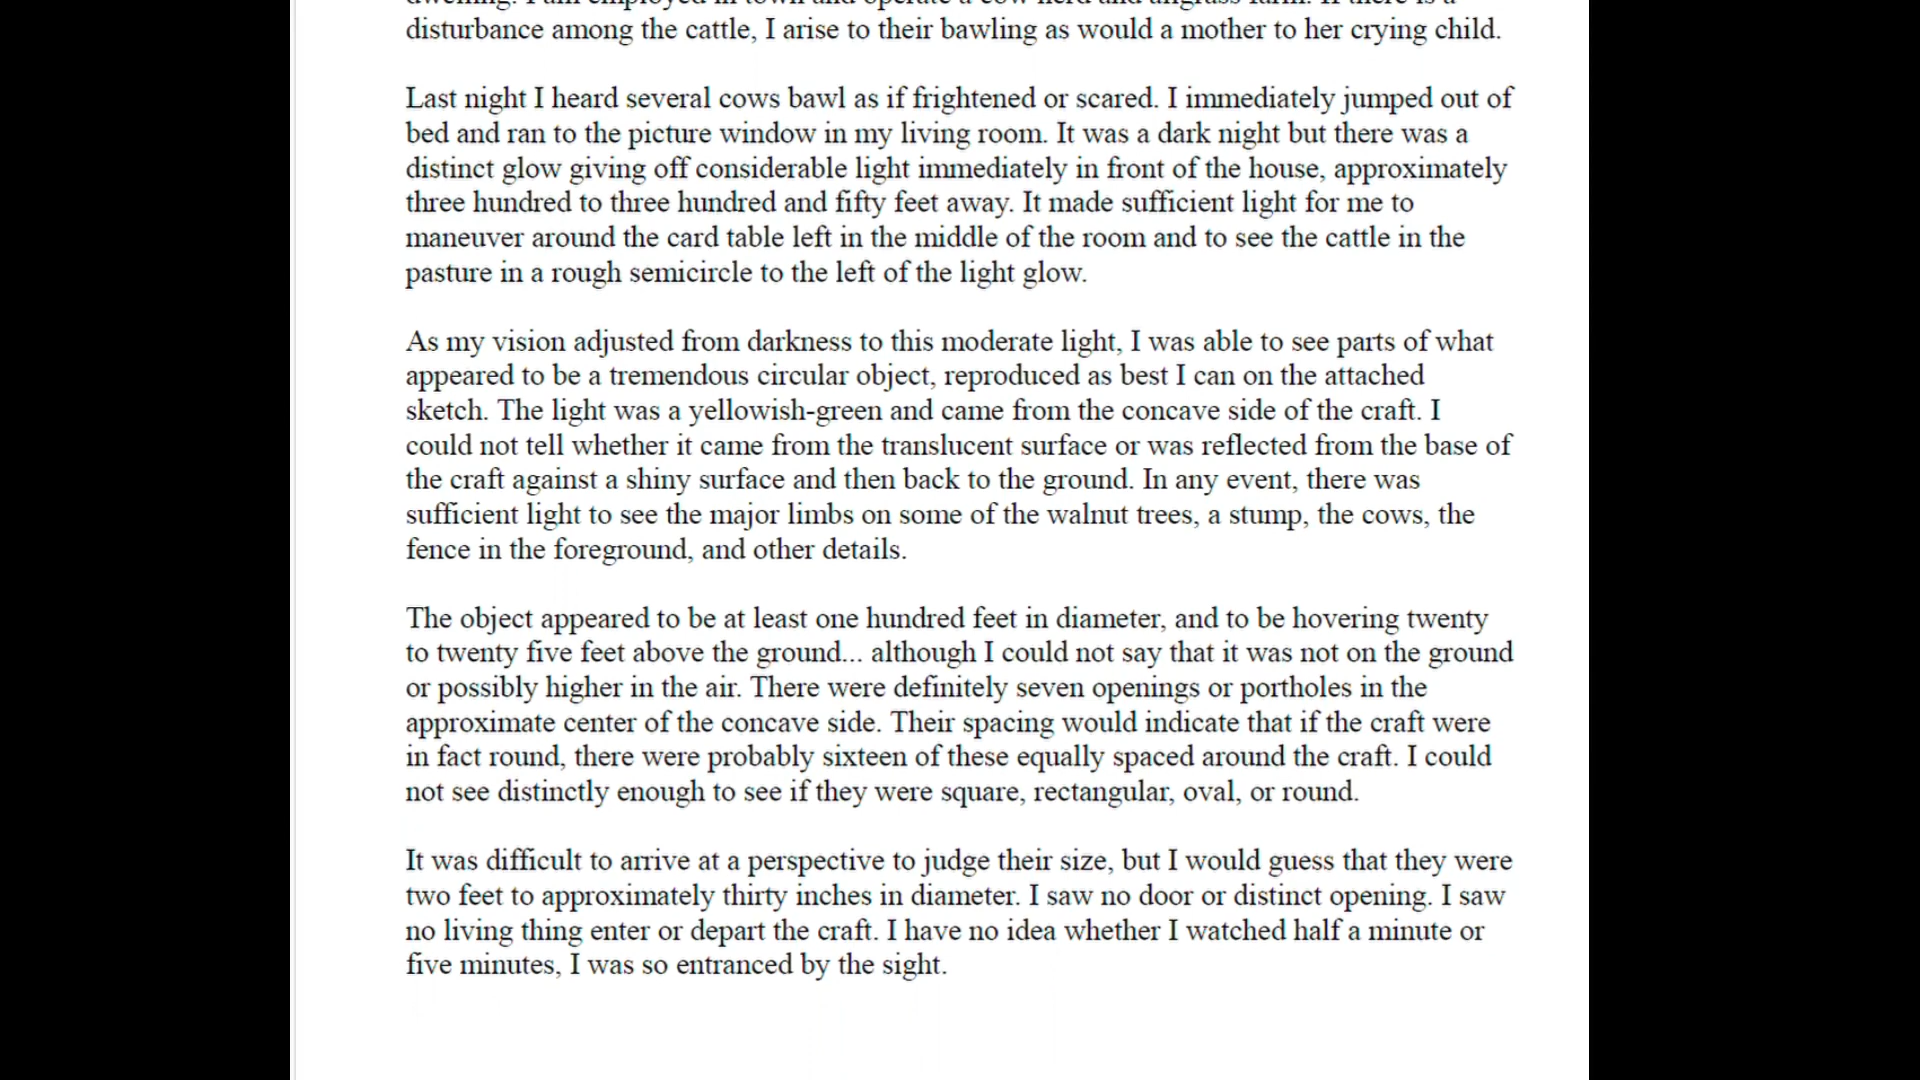 dwelling. I am employed in town and operate a cow herd and angrass farm. If there is a
disturbance among the cattle, I arise to their bawling as would a mother to her crying child.
Last night I heard several cows bawl as if frightened or scared. I immediately jumped out of
bed and ran to the picture window in my living room. It was a dark night but there was a
distinct glow giving off considerable light immediately in front of the house, approximately
three hundred to three hundred and fifty feet away. It made sufficient light for me to
maneuver around the card table left in the middle of the room and to see the cattle in the
pasture in a rough semicircle to the left of the light glow.
As my vision adjusted from darkness to this moderate light, I was able to see parts of what
appeared to be a tremendous circular object, reproduced as best I can on the attached
sketch. The light was a yellowish-green and came from the concave side of the craft. I
could not tell whether it came from the translucent surface or was reflected from the base of
the craft against a shiny surface and then back to the ground. In any event, there was
sufficient light to see the major limbs on some of the walnut trees, a stump, the cows, the
fence in the foreground, and other details.
The object appeared to be at least one hundred feet in diameter, and to be hovering twenty
to twenty five feet above the ground... although I could not say that it was not on the ground
or possibly higher in the air. There were definitely seven openings or portholes in the
approximate center of the concave side. Their spacing would indicate that if the craft were
in fact round, there were probably sixteen of these equally spaced around the craft. I could
not see distinctly enough to see if they were square, rectangular, oval, or round.
It was difficult to arrive at a perspective to judge their size, but I would guess that they were
two feet to approximately thirty inches in diameter. I saw no door or distinct opening. I saw
no living thing enter or depart the craft. I have no idea whether I watched half a minute or
five minutes, I was so entranced by the sight.